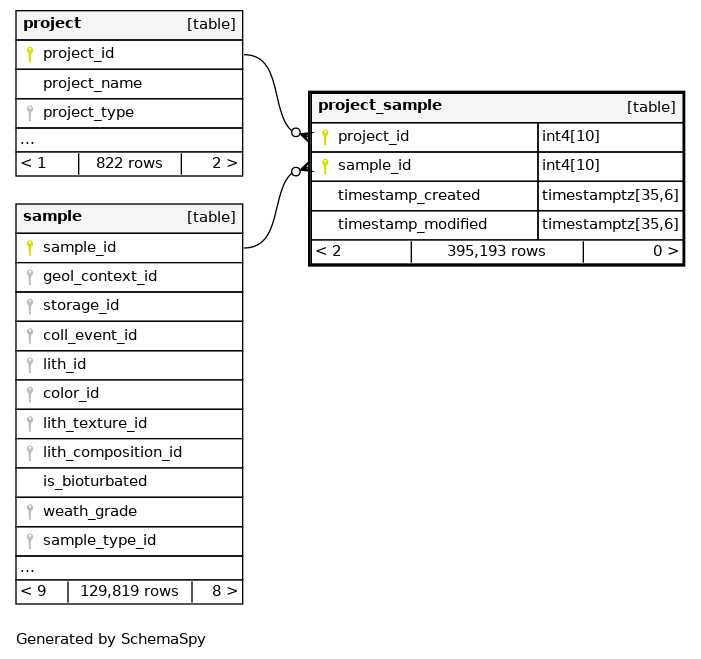 project [table]
project_id
project_name
project_type
...
< 1 822 rows 2 >
project_sample [table]
project_id int4[10]
sample_id int4[10]
timestamp_created timestamptz[35,6]
timestamp_modified timestamptz[35,6]
< 2 395,193 rows 0 >
sample [table]
sample_id
geol_context_id
storage_id
coll_event_id
lith_id
color_id
lith_texture_id
lith_composition_id
is_bioturbated
weath_grade
sample_type_id
...
< 9 129,819 rows 8 >
Generated by SchemaSpy